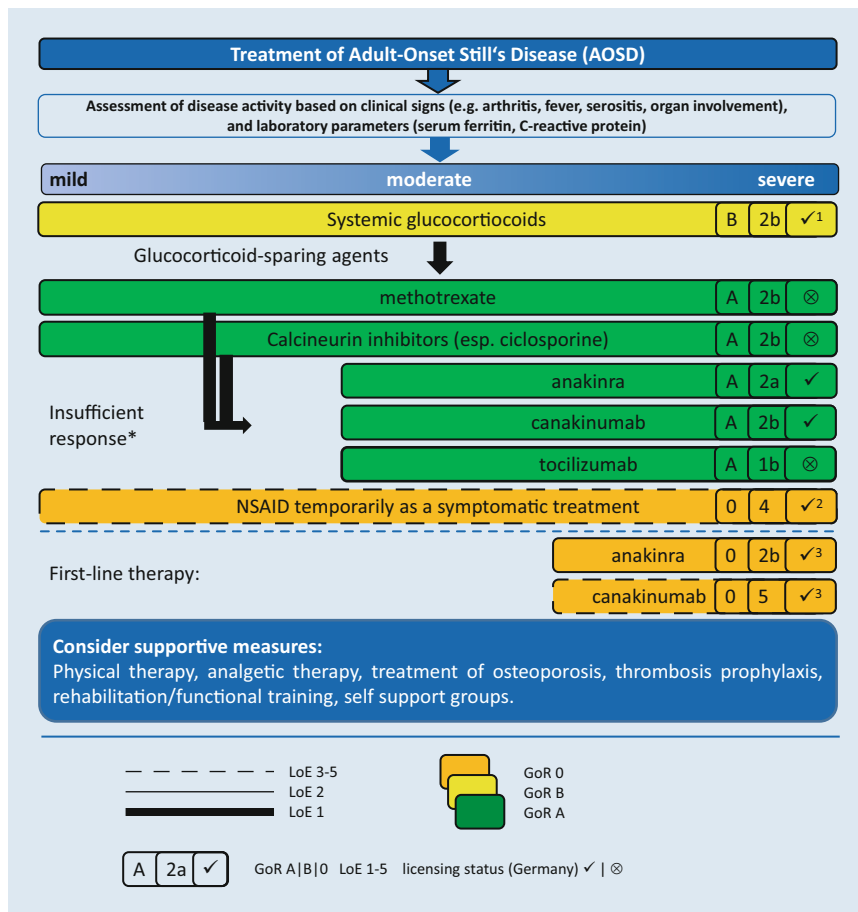 Treatment of Adult-Onset Still's Disease (AOSD)
Assessment of disease activity based on clinical signs (e.g. arthritis, fever, serositis, organ involvement),
and laboratory parameters (serum ferritin, C-reactive protein)
mild moderate severe
Systemic glucocortiocoids B 2b ✓¹
Glucocorticoid-sparing agents
methotrexate A 2b ⊗
Calcineurin inhibitors (esp. ciclosporine) A 2b ⊗
anakinra A 2a ✓
Insufficient
response*
canakinumab A 2b ✓
tocilizumab A 1b ⊗
NSAID temporarily as a symptomatic treatment 0 4 ✓²
First-line therapy:
anakinra 0 2b ✓³
canakinumab 0 5 ✓³
Consider supportive measures:
Physical therapy, analgetic therapy, treatment of osteoporosis, thrombosis prophylaxis,
rehabilitation/functional training, self support groups.
LoE 3-5
LoE 2
LoE 1
GoR 0
GoR B
GoR A
A 2a ✓ GoR A|B|0 LoE 1-5 licensing status (Germany) ✓ | ⊗